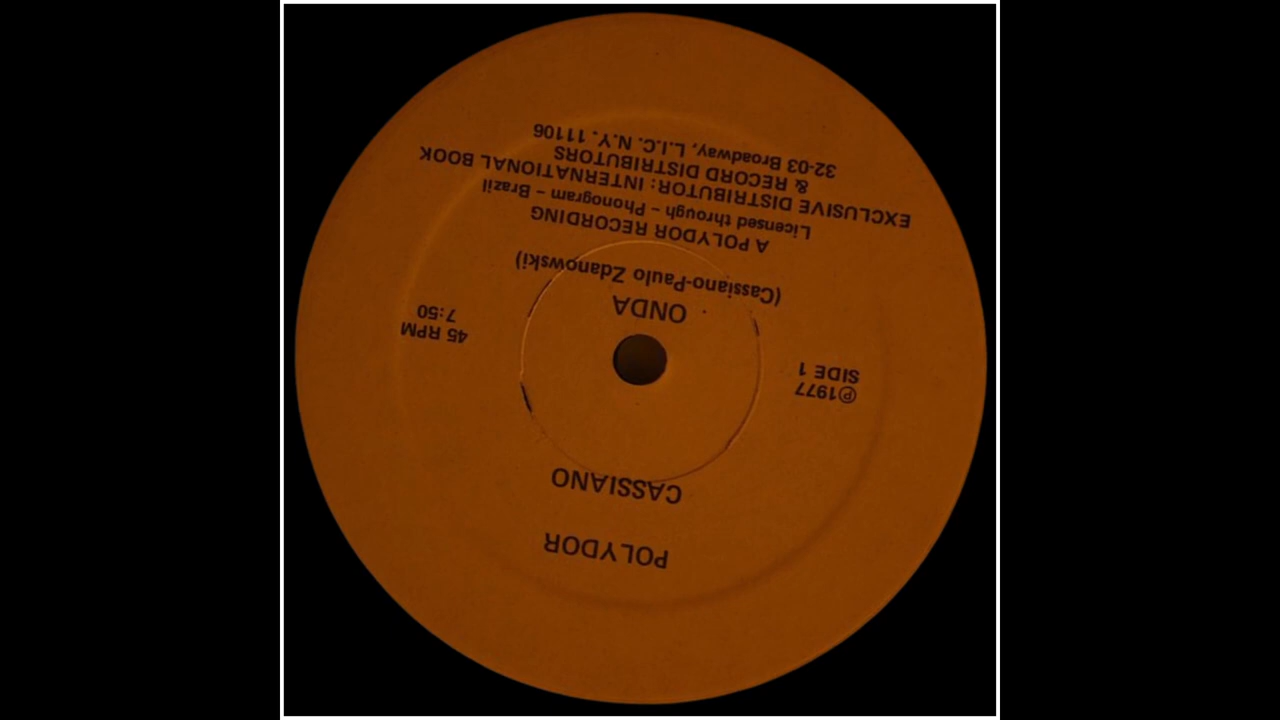 POLYDOR
CASSIANO
℗1977
SIDE 1
45 RPM
7:50
ONDA
(Cassiano-Paulo Zdanowski)
A POLYDOR RECORDING
Licensed through – Phonogram – Brazil
EXCLUSIVE DISTRIBUTOR: INTERNATIONAL BOOK
& RECORD DISTRIBUTORS
32-03 Broadway, L.I.C. N.Y. 11106